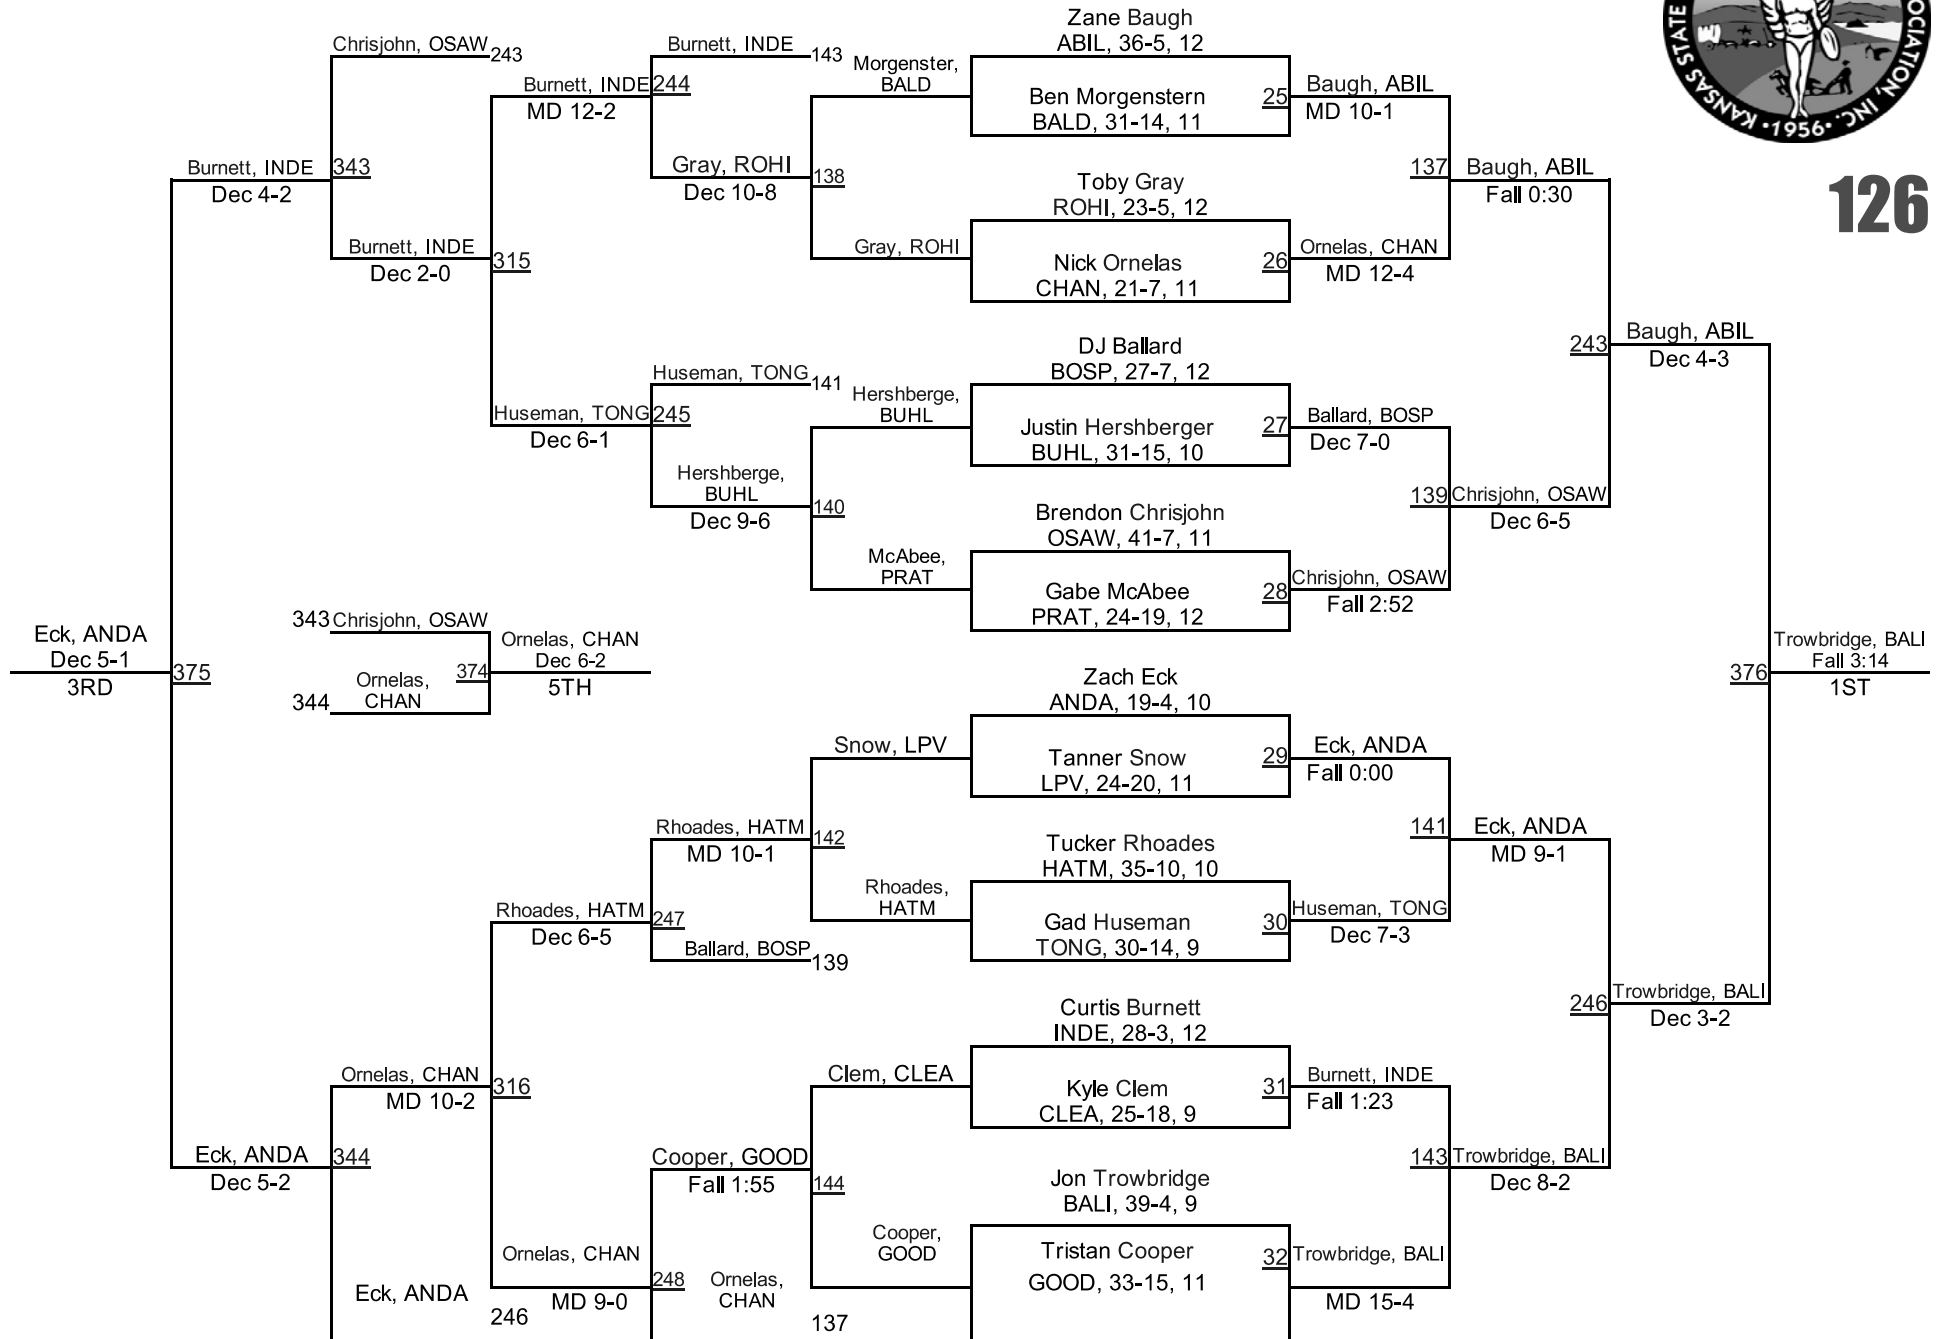 Zane Baugh
Chrisjohn, OSAW
243
Burnett, INDE
143
ABIL, 36-5, 12
Morgenster,
BALD
Burnett, INDE
244
MD 12-2
Ben Morgenstern
BALD, 31-14, 11
25
Baugh, ABIL
MD 10-1
KANSAS STATE
OCIATION, INC.
•1956•
126
Burnett, INDE
Dec 4-2
343
Gray, ROHI
Dec 10-8
138
Toby Gray
ROHI, 23-5, 12
137
Baugh, ABIL
Fall 0:30
Burnett, INDE
Dec 2-0
315
Gray, ROHI
Nick Ornelas
CHAN, 21-7, 11
26
Ornelas, CHAN
MD 12-4
DJ Ballard
BOSP, 27-7, 12
243
Baugh, ABIL
Dec 4-3
Huseman, TONG
141
Hershberge,
BUHL
Huseman, TONG
245
Dec 6-1
Justin Hershberger
BUHL, 31-15, 10
27
Ballard, BOSP
Dec 7-0
Hershberge,
BUHL
Dec 9-6
140
Brendon Chrisjohn
OSAW, 41-7, 11
139
Chrisjohn, OSAW
Dec 6-5
McAbee,
PRAT
Gabe McAbee
PRAT, 24-19, 12
28
Chrisjohn, OSAW
Fall 2:52
Eck, ANDA
Dec 5-1
3RD
375
343
Chrisjohn, OSAW
Ornelas,
CHAN
344
374
Ornelas, CHAN
Dec 6-2
5TH
376
Trowbridge, BALI
Fall 3:14
1ST
Zach Eck
ANDA, 19-4, 10
Snow, LPV
Tanner Snow
LPV, 24-20, 11
29
Eck, ANDA
Fall 0:00
Rhoades, HATM
MD 10-1
142
Tucker Rhoades
HATM, 35-10, 10
141
Eck, ANDA
MD 9-1
Rhoades,
HATM
Rhoades, HATM
Dec 6-5
247
Ballard, BOSP
139
Gad Huseman
TONG, 30-14, 9
30
Huseman, TONG
Dec 7-3
Curtis Burnett
INDE, 28-3, 12
246
Trowbridge, BALI
Dec 3-2
Ornelas, CHAN
MD 10-2
316
Clem, CLEA
Kyle Clem
CLEA, 25-18, 9
31
Burnett, INDE
Fall 1:23
Eck, ANDA
Dec 5-2
344
Cooper, GOOD
Fall 1:55
144
Jon Trowbridge
BALI, 39-4, 9
143
Trowbridge, BALI
Dec 8-2
Cooper,
GOOD
Tristan Cooper
GOOD, 33-15, 11
32
Trowbridge, BALI
MD 15-4
Ornelas, CHAN
MD 9-0
248
Ornelas,
CHAN
137
Eck, ANDA
246